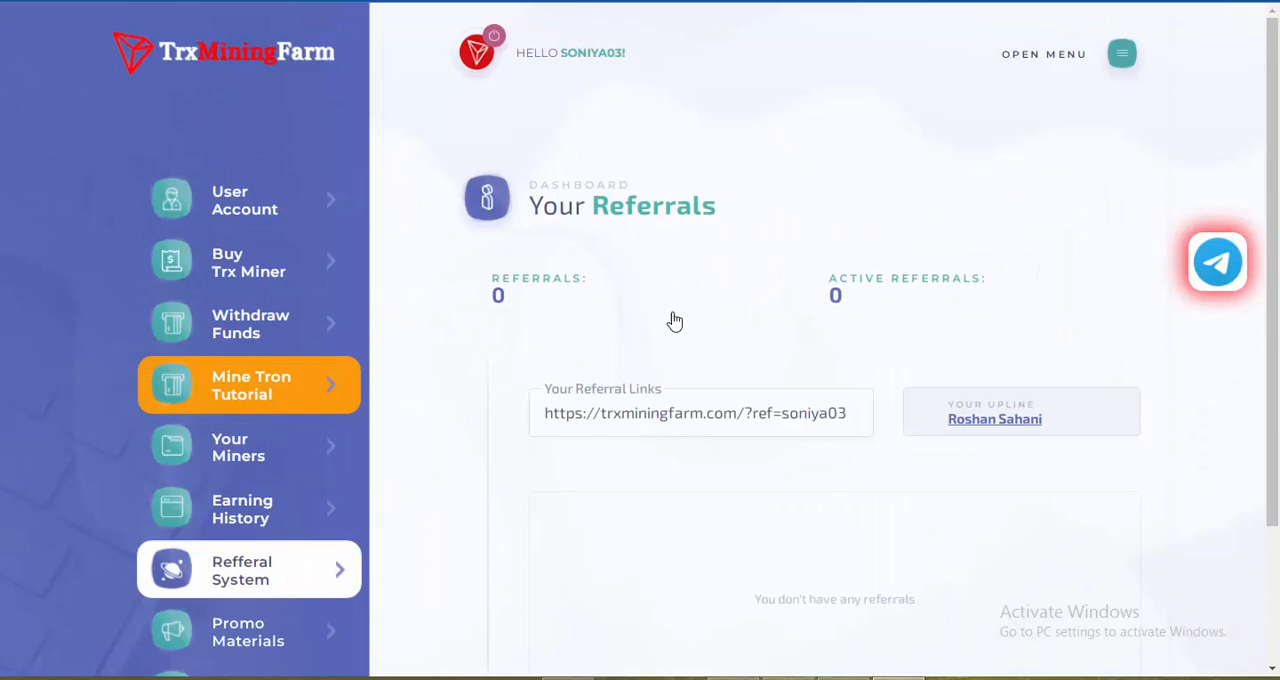 TrxMiningFarm
User
Account
Buy
Trx Miner
Withdraw
Funds
Mine Tron
Tutorial
Your
Miners
Earning
History
Refferal
System
Promo
Materials
HELLO SONIYA03!
OPEN MENU
DASHBOARD
Your Referrals
REFERRALS:
0
ACTIVE REFERRALS:
0
Your Referral Links
https://trxminingfarm.com/?ref=soniya03
YOUR UPLINE
Roshan Sahani
You don't have any referrals
Activate Windows
Go to PC settings to activate Windows.